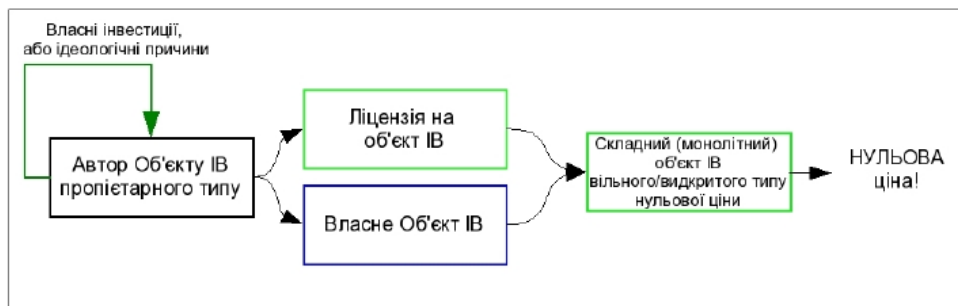 Власні інвестиції,
або ідеологічні причини
Автор Об'єкту ІВ
пропієтарного типу
Ліцензія на
об'єкт ІВ
Власне Об'єкт ІВ
Складний (монолітний)
об'єкт ІВ
вільного/видкритого типу
нульової ціни
НУЛЬОВА
ціна!